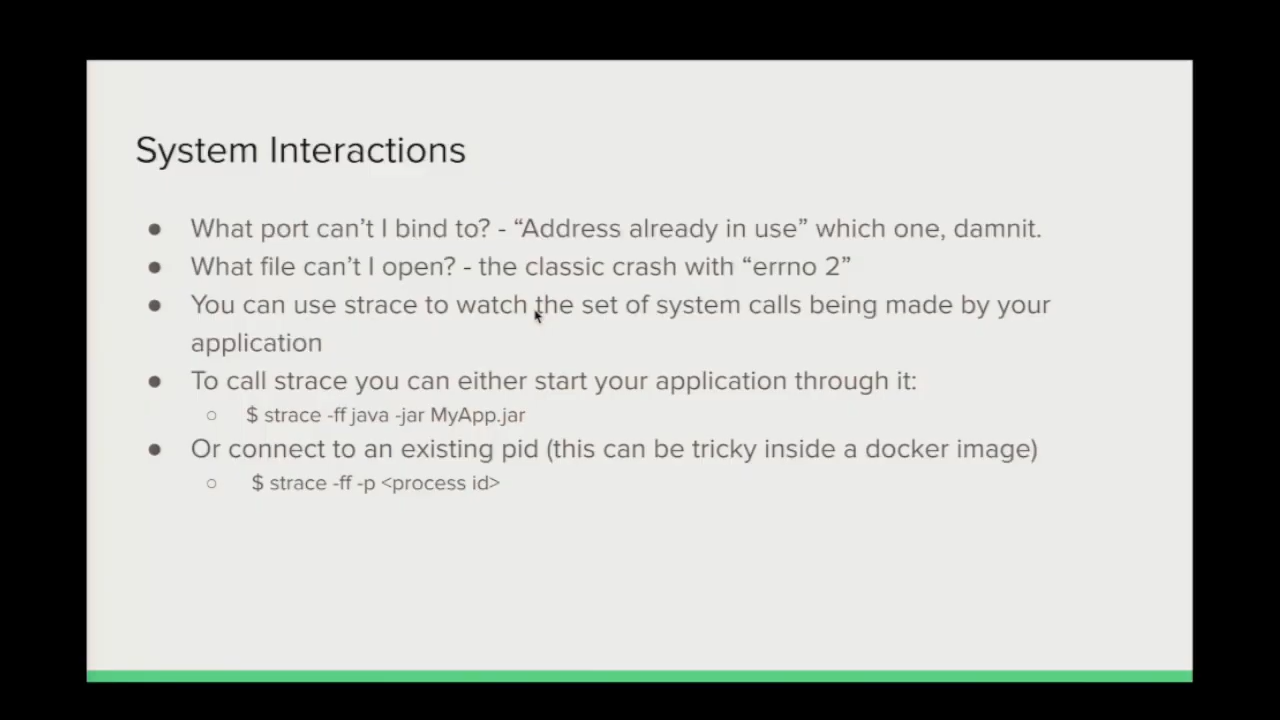 System Interactions
● What port can’t I bind to? - “Address already in use” which one, damnit.
● What file can’t I open? - the classic crash with “errno 2”
● You can use strace to watch the set of system calls being made by your
application
● To call strace you can either start your application through it:
○ $ strace -ff java -jar MyApp.jar
● Or connect to an existing pid (this can be tricky inside a docker image)
○ $ strace -ff -p <process id>